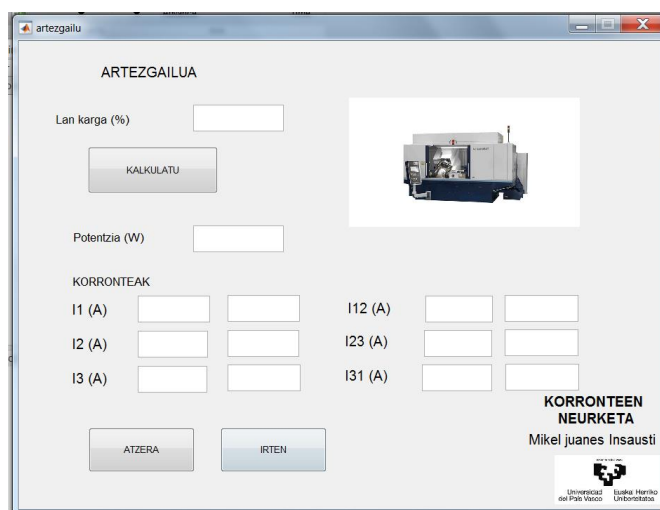 artezgailu
ARTEZGAILUA
Lan karga (%)
KALKULATU
Potentzia (W)
KORRONTEAK
I1 (A)
I12 (A)
I2 (A)
I23 (A)
I3 (A)
I31 (A)
KORRONTEEN
NEURKETA
Mikel juanes Insausti
ATZERA
IRTEN
Universidad
del País Vasco
Euskal Herriko
Unibertsitatea